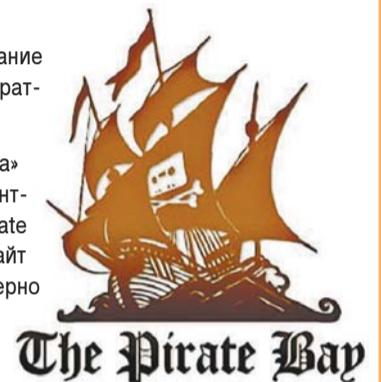 ание
рат-
а»
нт-
ate
айт
ерно
The Pirate Bay